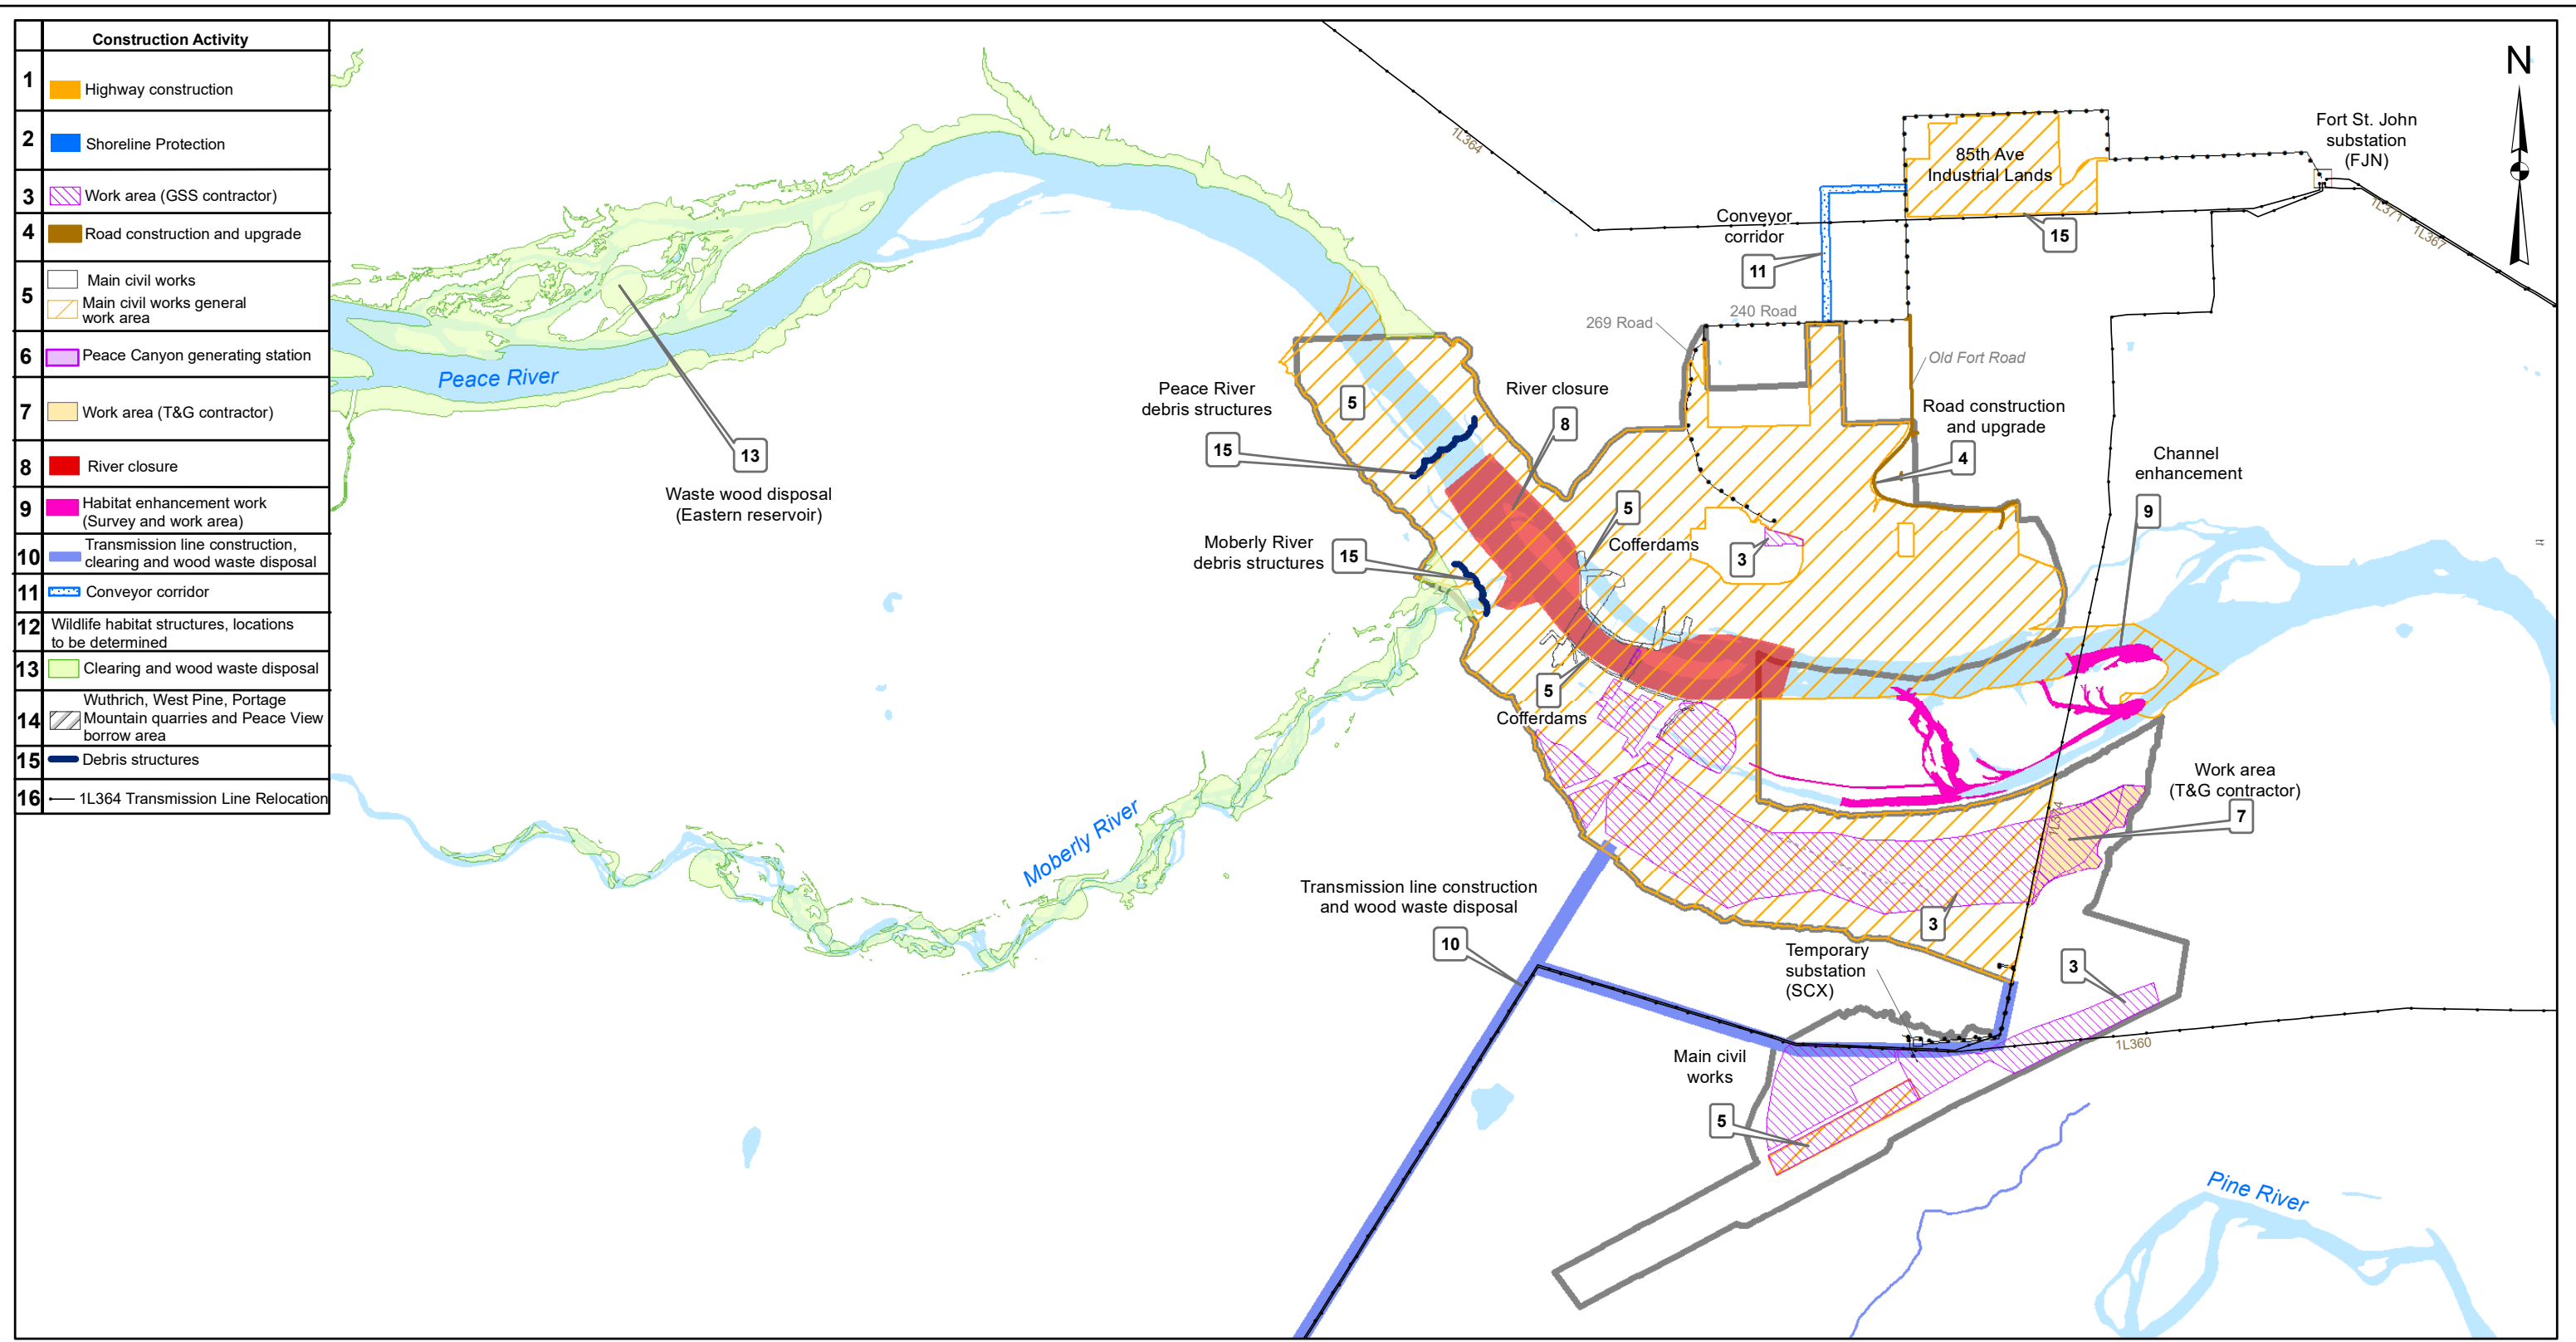 Construction Activity
1 Highway construction
2 Shoreline Protection
3 Work area (GSS contractor)
4 Road construction and upgrade
5 Main civil works
Main civil works general
work area
6 Peace Canyon generating station
7 Work area (T&G contractor)
8 River closure
9 Habitat enhancement work
(Survey and work area)
10 Transmission line construction,
clearing and wood waste disposal
11 Conveyor corridor
12 Wildlife habitat structures, locations
to be determined
13 Clearing and wood waste disposal
14 Wuthrich, West Pine, Portage
Mountain quarries and Peace View
borrow area
15 Debris structures
16 1L364 Transmission Line Relocation
N
1L364
Fort St. John
substation
(FJN)
85th Ave
Industrial Lands
1L371
1L367
15
Conveyor
corridor
11
240 Road
269 Road
Old Fort Road
Peace River
13
Waste wood disposal
(Eastern reservoir)
Peace River
debris structures
15
5
River closure
8
Road construction
and upgrade
4
Channel
enhancement
9
5
Cofferdams
3
Moberly River
debris structures
15
5
Cofferdams
Work area
(T&G contractor)
7
1L374
Moberly River
Transmission line construction
and wood waste disposal
10
3
Temporary
substation
(SCX)
3
1L360
Main civil
works
5
Pine River